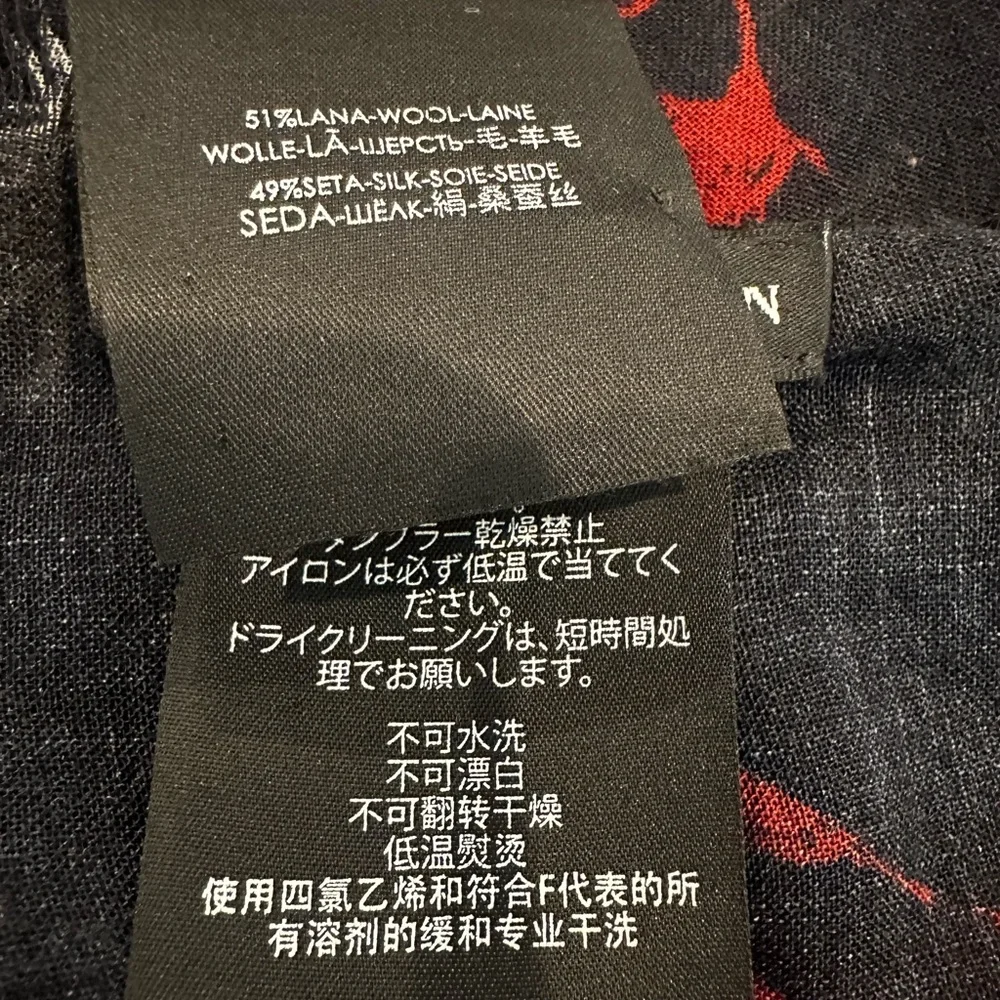 51%LANA-WOOL-LAINE
WOLLE-LÃ-ШЕРСТЬ-毛-羊毛
49%SETA-SILK-SOIE-SEIDE
SEDA-ШЁЛК-絹-桑蚕丝
タンブラー乾燥禁止
アイロンは必ず低温で当ててく
ださい。
ドライクリーニングは、短時間処
理でお願いします。
不可水洗
不可漂白
不可翻转干燥
低温熨烫
使用四氯乙烯和符合F代表的所
有溶剂的缓和专业干洗